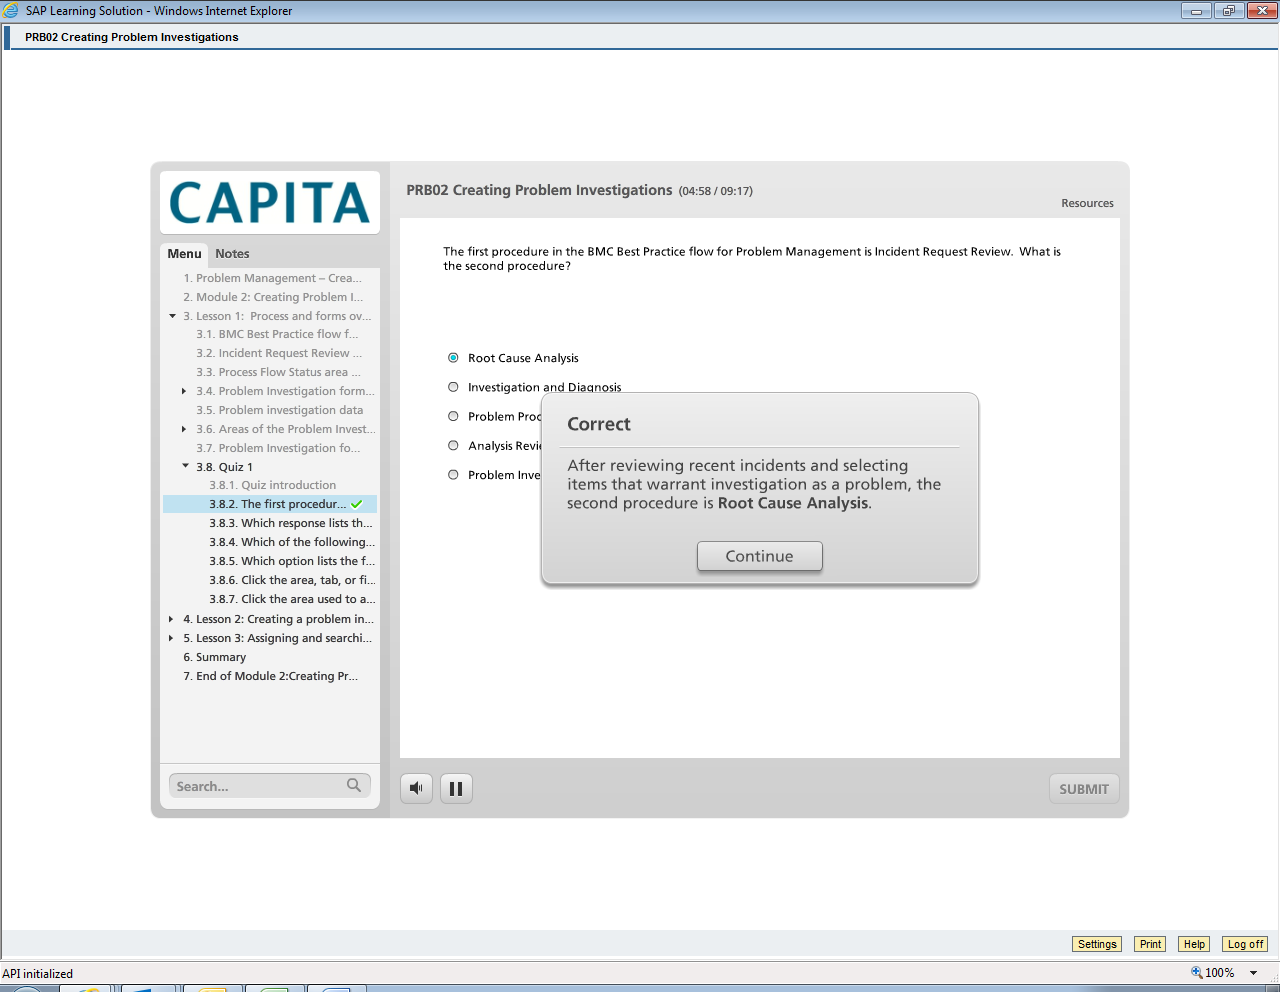 SAP Learning Solution - Windows Internet Explorer
PRB02 Creating Problem Investigations
CAPITA
PRB02 Creating Problem Investigations (04:58 / 09:17)
Resources
Menu Notes
1. Problem Management – Crea...
2. Module 2: Creating Problem I...
3. Lesson 1: Process and forms ov...
3.1. BMC Best Practice flow f...
3.2. Incident Request Review ...
3.3. Process Flow Status area ...
3.4. Problem Investigation form...
3.5. Problem investigation data
3.6. Areas of the Problem Invest...
3.7. Problem Investigation fo...
3.8. Quiz 1
3.8.1. Quiz introduction
3.8.2. The first procedur...
3.8.3. Which response lists th...
3.8.4. Which of the following...
3.8.5. Which option lists the f...
3.8.6. Click the area, tab, or fi...
3.8.7. Click the area used to a...
4. Lesson 2: Creating a problem in...
5. Lesson 3: Assigning and searchi...
6. Summary
7. End of Module 2:Creating Pr...
Search...
The first procedure in the BMC Best Practice flow for Problem Management is Incident Request Review. What is
the second procedure?
Root Cause Analysis
Investigation and Diagnosis
Problem Proc
Analysis Revie
Problem Inve
Correct
After reviewing recent incidents and selecting
items that warrant investigation as a problem, the
second procedure is Root Cause Analysis.
Continue
SUBMIT
Settings Print Help Log off
API initialized
100%